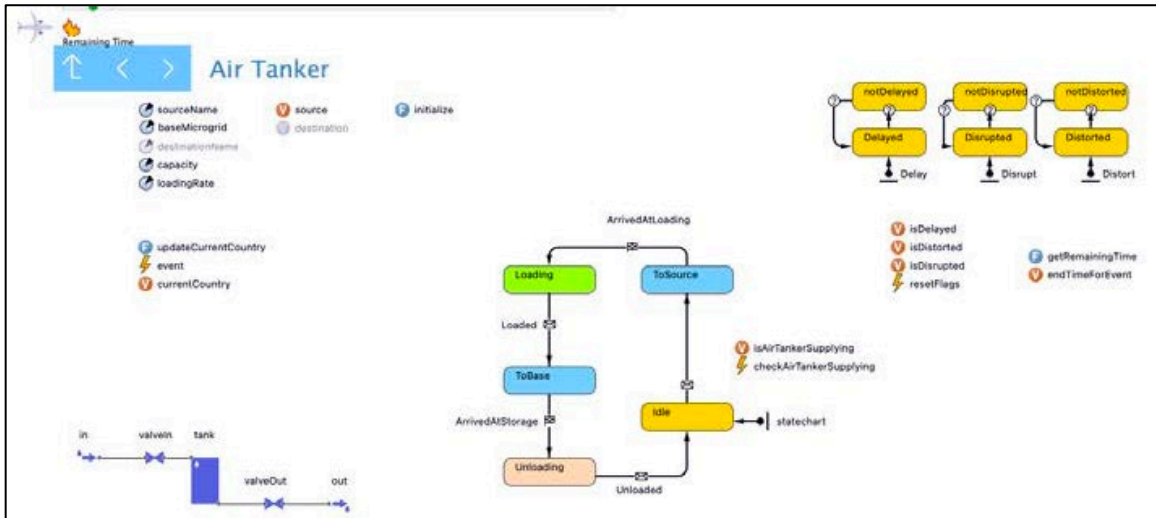 Remaining Time
Air Tanker
sourceName
source
initialize
baseMicrogrid
destination
destinationName
capacity
loadingRate
notDelayed
notDisrupted
notDistorted
Delayed
Disrupted
Distorted
Delay
Disrupt
Distort
updateCurrentCountry
event
currentCountry
isDelayed
isDistorted
isDisrupted
resetFlags
getRemainingTime
endTimeForEvent
ArrivedAtLoading
Loading
ToSource
Loaded
isAirTankerSupplying
checkAirTankerSupplying
ToBase
Idle
ArrivedAtStorage
statechart
Unloading
Unloaded
in
valveIn
tank
valveOut
out